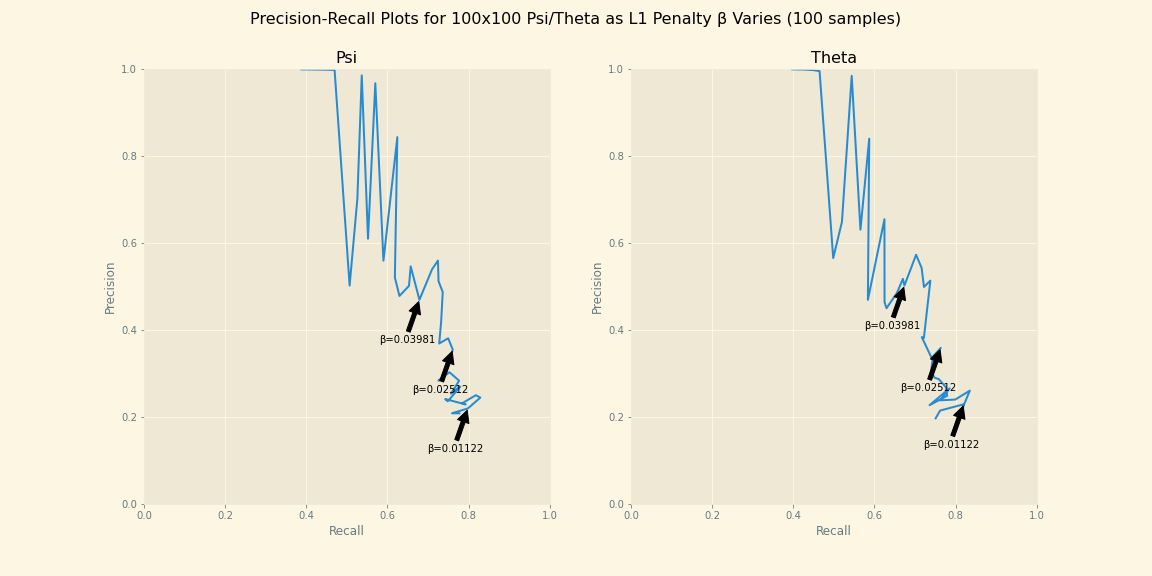 Precision-Recall Plots for 100x100 Psi/Theta as L1 Penalty β Varies (100 samples)
Psi
1.0
0.8
0.6
0.4
0.2
0.0
Precision
β=0.03981
β=0.02512
β=0.01122
0.0 0.2 0.4 0.6 0.8 1.0
Recall
Theta
1.0
0.8
0.6
0.4
0.2
0.0
Precision
β=0.03981
β=0.02512
β=0.01122
0.0 0.2 0.4 0.6 0.8 1.0
Recall